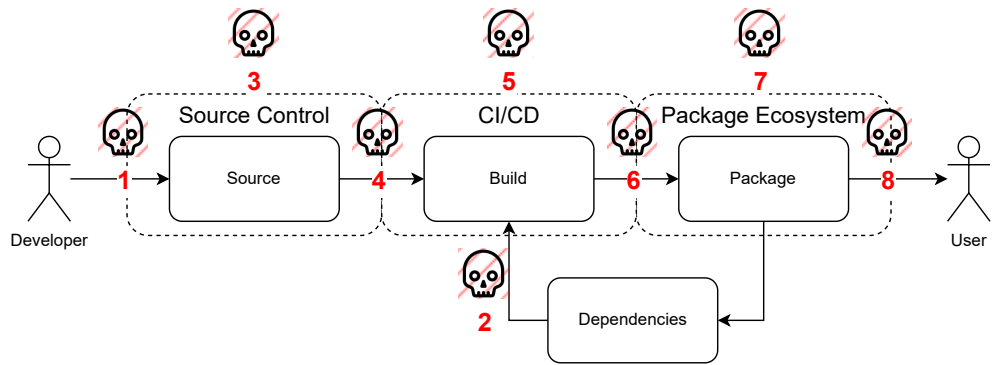 3
5
7
Source Control
CI/CD
Package Ecosystem
1
Source
4
Build
6
Package
8
Developer
User
2
Dependencies